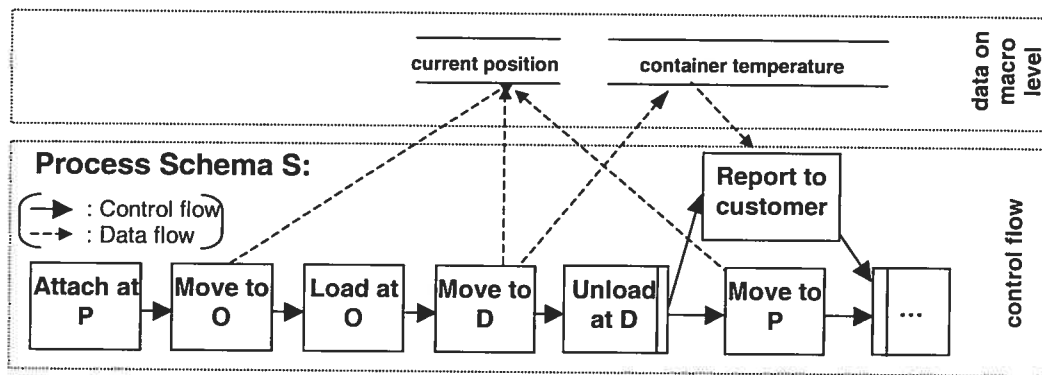 current position
container temperature
data on
macro
level
Process Schema S:
: Control flow
: Data flow
Report to
customer
Attach at
P
Move to
O
Load at
O
Move to
D
Unload
at D
Move to
P
...
control flow